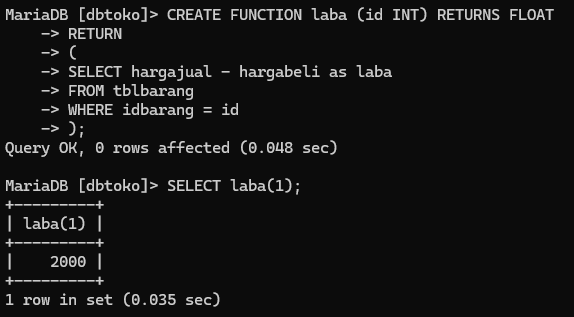 MariaDB [dbtoko]> CREATE FUNCTION laba (id INT) RETURNS FLOAT
    -> RETURN
    -> (
    -> SELECT hargajual - hargabeli as laba
    -> FROM tblbarang
    -> WHERE idbarang = id
    -> );
Query OK, 0 rows affected (0.048 sec)

MariaDB [dbtoko]> SELECT laba(1);
+---------+
| laba(1) |
+---------+
|    2000 |
+---------+
1 row in set (0.035 sec)